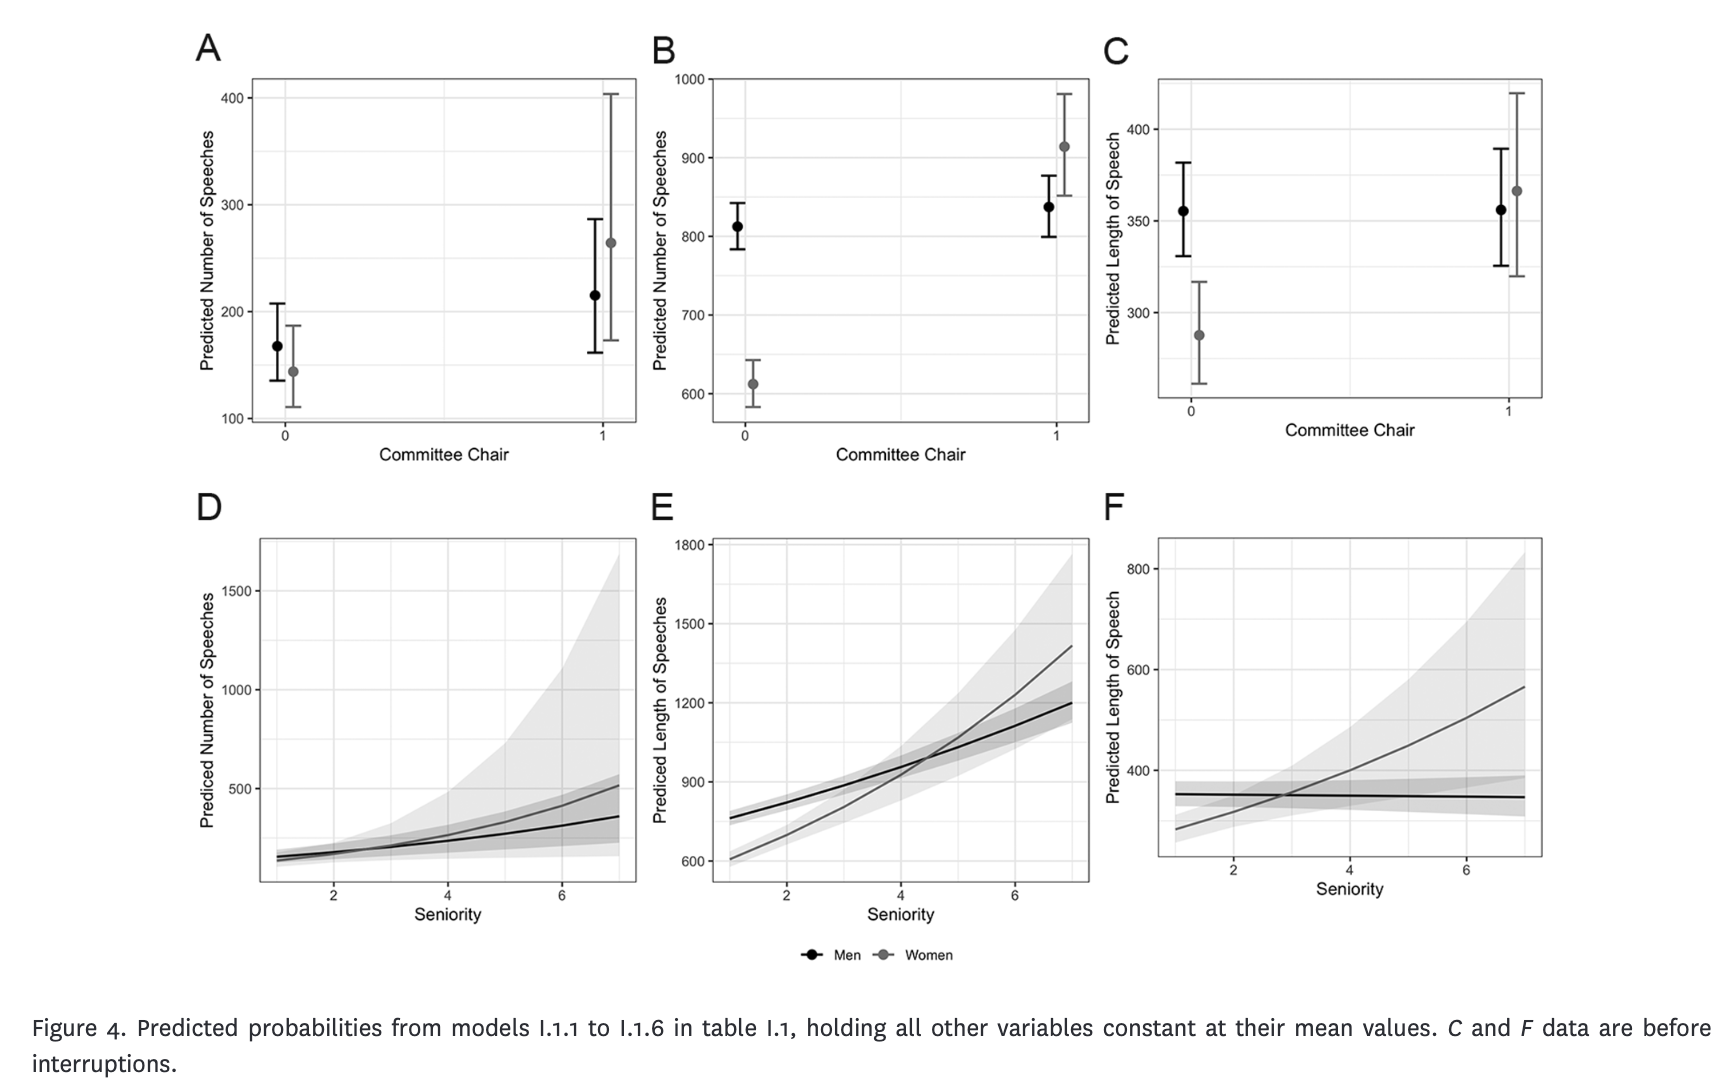 A
B
C
Predicted Number of Speeches
400
300
200
100
0
1
Committee Chair
Predicted Number of Speeches
1000
900
800
700
600
0
1
Committee Chair
Predicted Length of Speech
400
350
300
0
1
Committee Chair
D
E
F
Prediced Number of Speeches
1500
1000
500
2
4
6
Seniority
Prediced Length of Speeches
1800
1500
1200
900
600
2
4
6
Seniority
Predicted Length of Speech
800
600
400
2
4
6
Seniority
Men
Women
Figure 4. Predicted probabilities from models I.1.1 to I.1.6 in table I.1, holding all other variables constant at their mean values. C and F data are before
interruptions.